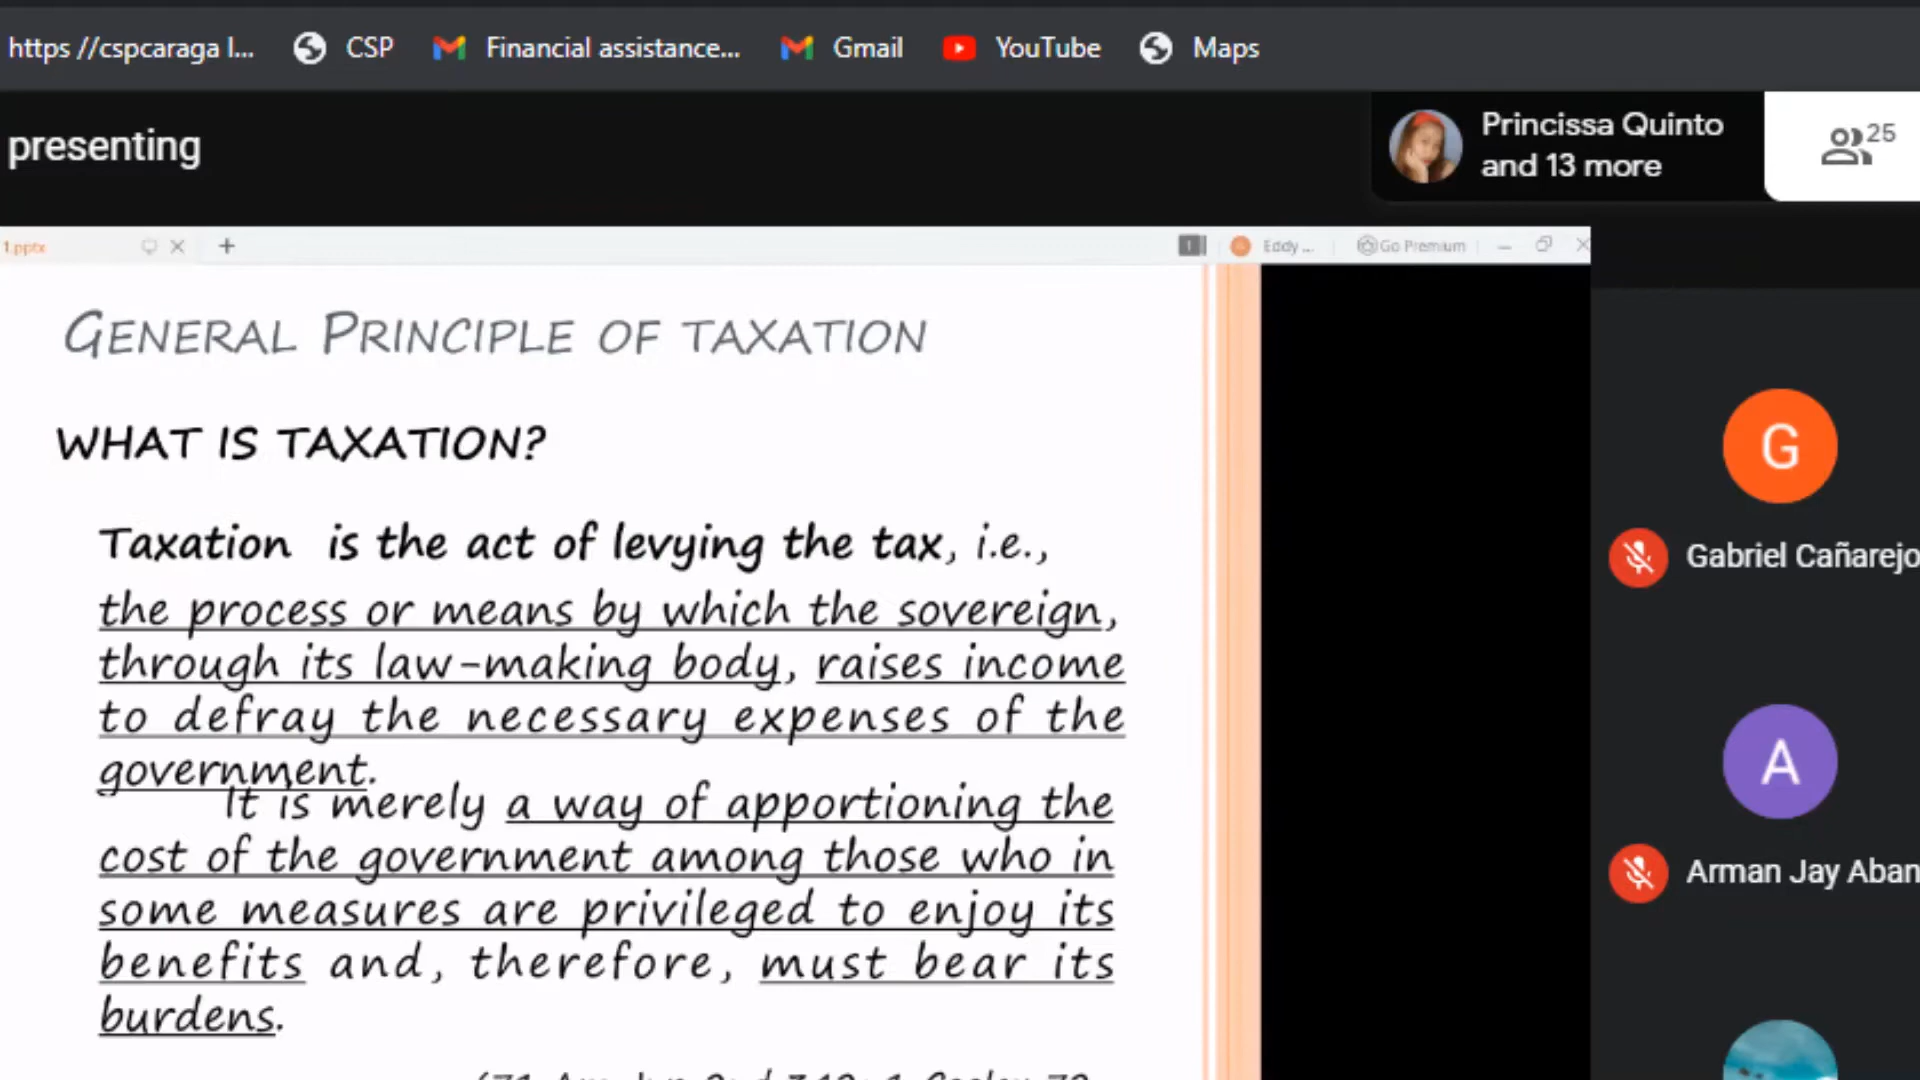 https //cspcaraga l... CSP Financial assistance... Gmail YouTube Maps
presenting
Princissa Quinto
and 13 more
25
1.pptx
Eddy ... Go Premium
GENERAL PRINCIPLE OF TAXATION
WHAT IS TAXATION?
Taxation is the act of levying the tax, i.e.,
the process or means by which the sovereign,
through its law-making body, raises income
to defray the necessary expenses of the
government.
It is merely a way of apportioning the
cost of the government among those who in
some measures are privileged to enjoy its
benefits and, therefore, must bear its
burdens.
G
Gabriel Cañarejo
A
Arman Jay Aban